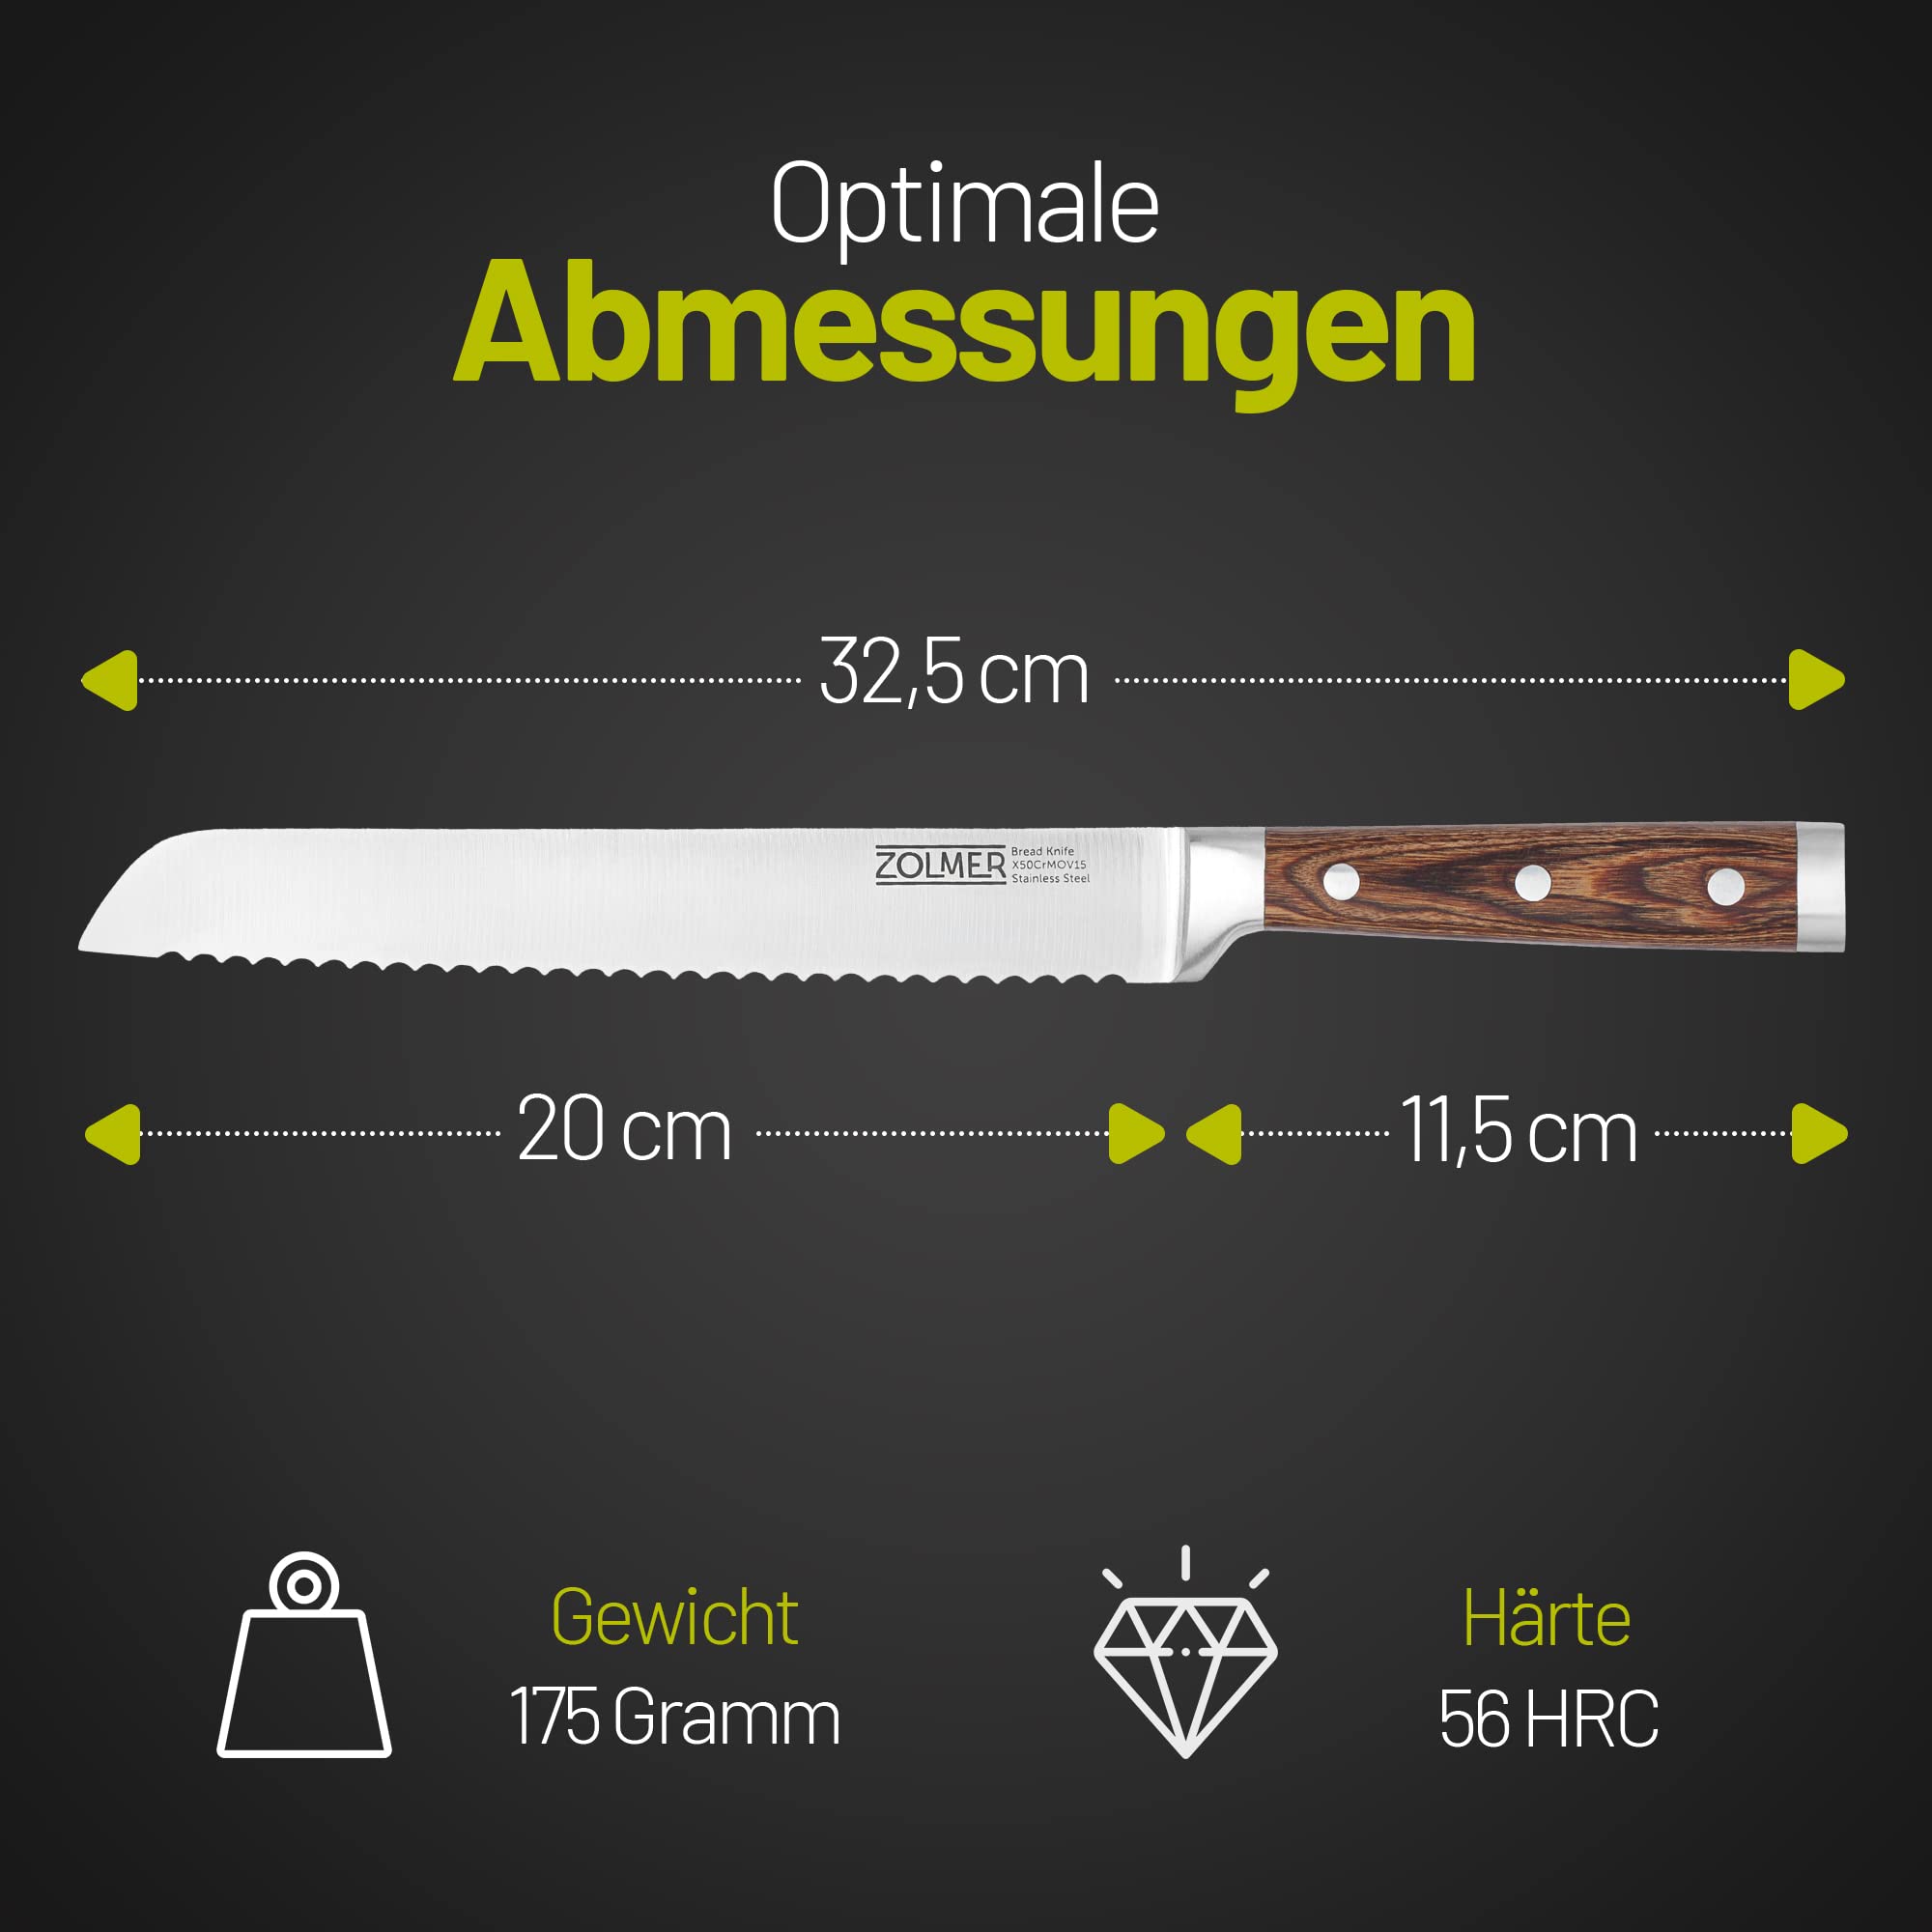 Optimale
Abmessungen
32,5 cm
ZOLMER
Bread Knife
X50CrMOV15
Stainless Steel
20 cm
11,5 cm
Gewicht
175 Gramm
Härte
56 HRC